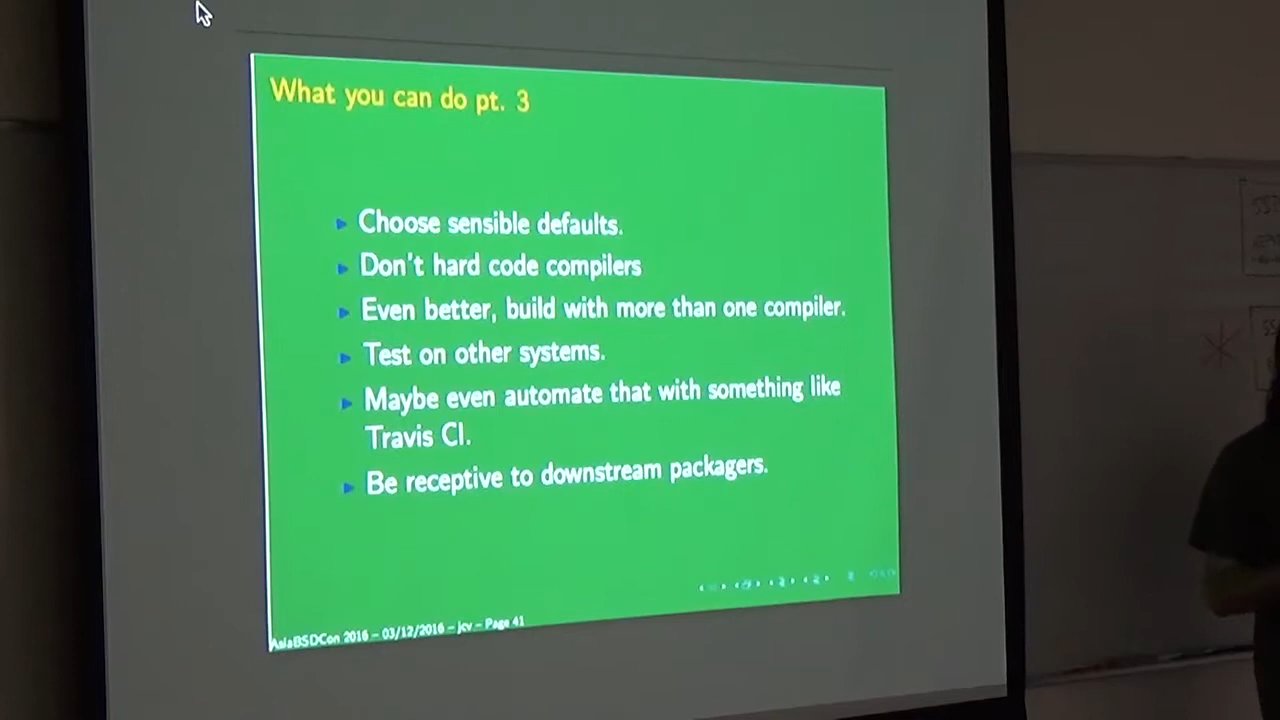 What you can do pt. 3
Choose sensible defaults.
Don't hard code compilers
Even better, build with more than one compiler.
Test on other systems.
Maybe even automate that with something like
Travis CI.
Be receptive to downstream packagers.
AsiaBSDCon 2016 – 03/12/2016 – jcv – Page 41